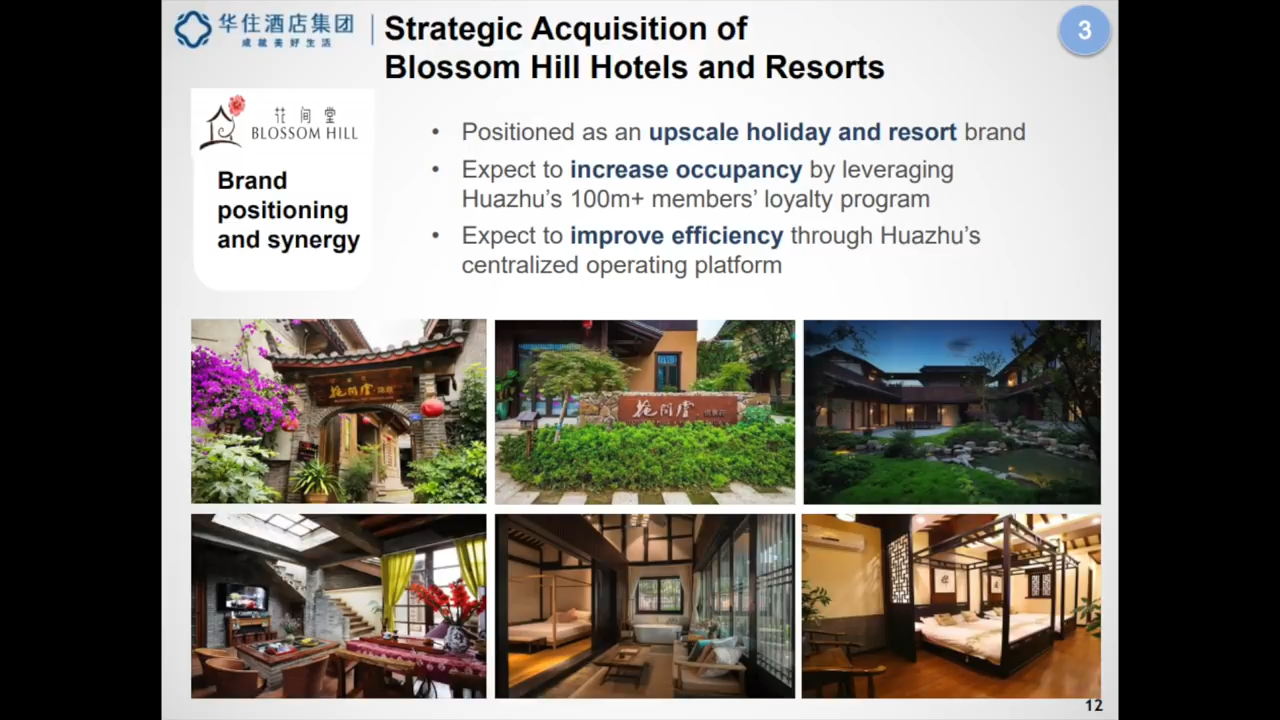 华住酒店集团
成就美好生活
Strategic Acquisition of
Blossom Hill Hotels and Resorts
3
花间堂
BLOSSOM HILL
Brand
positioning
and synergy
• Positioned as an upscale holiday and resort brand
• Expect to increase occupancy by leveraging
Huazhu’s 100m+ members’ loyalty program
• Expect to improve efficiency through Huazhu’s
centralized operating platform
花间堂
花间堂
12